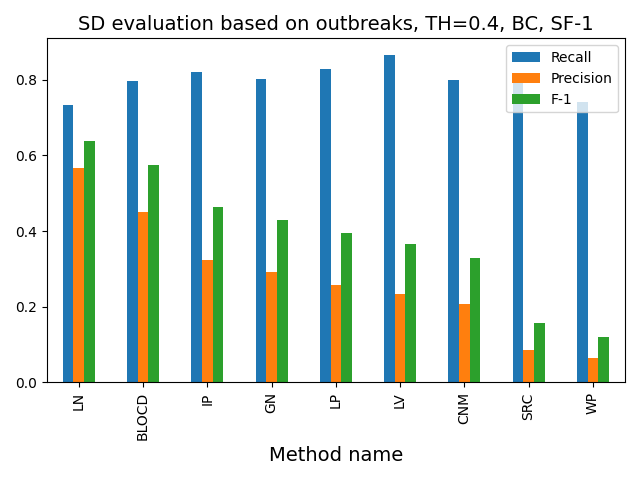 SD evaluation based on outbreaks, TH=0.4, BC, SF-1
Recall
Precision
F-1
0.8
0.6
0.4
0.2
0.0
LN
BLOCD
IP
GN
LP
LV
CNM
SRC
WP
Method name